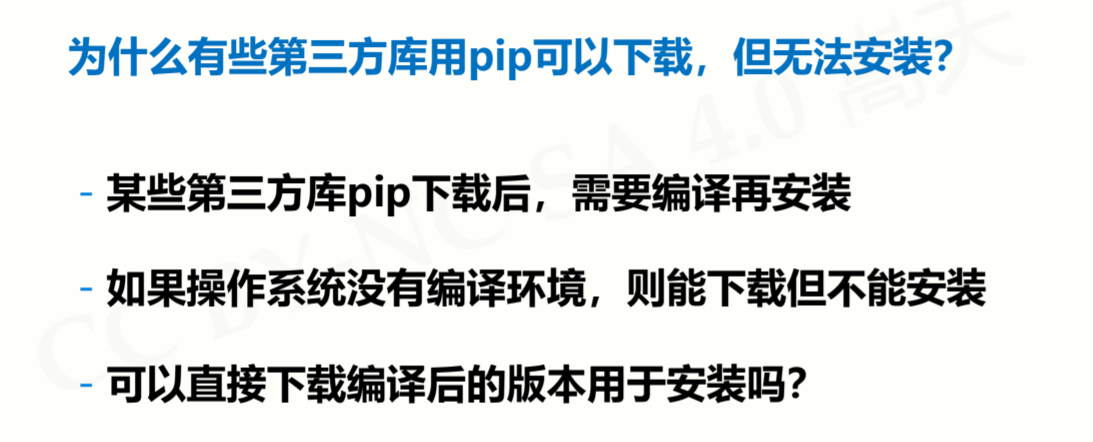 为什么有些第三方库用pip可以下载，但无法安装？
- 某些第三方库pip下载后，需要编译再安装
- 如果操作系统没有编译环境，则能下载但不能安装
- 可以直接下载编译后的版本用于安装吗？
CC BY-NC-SA 4.0 嵩天